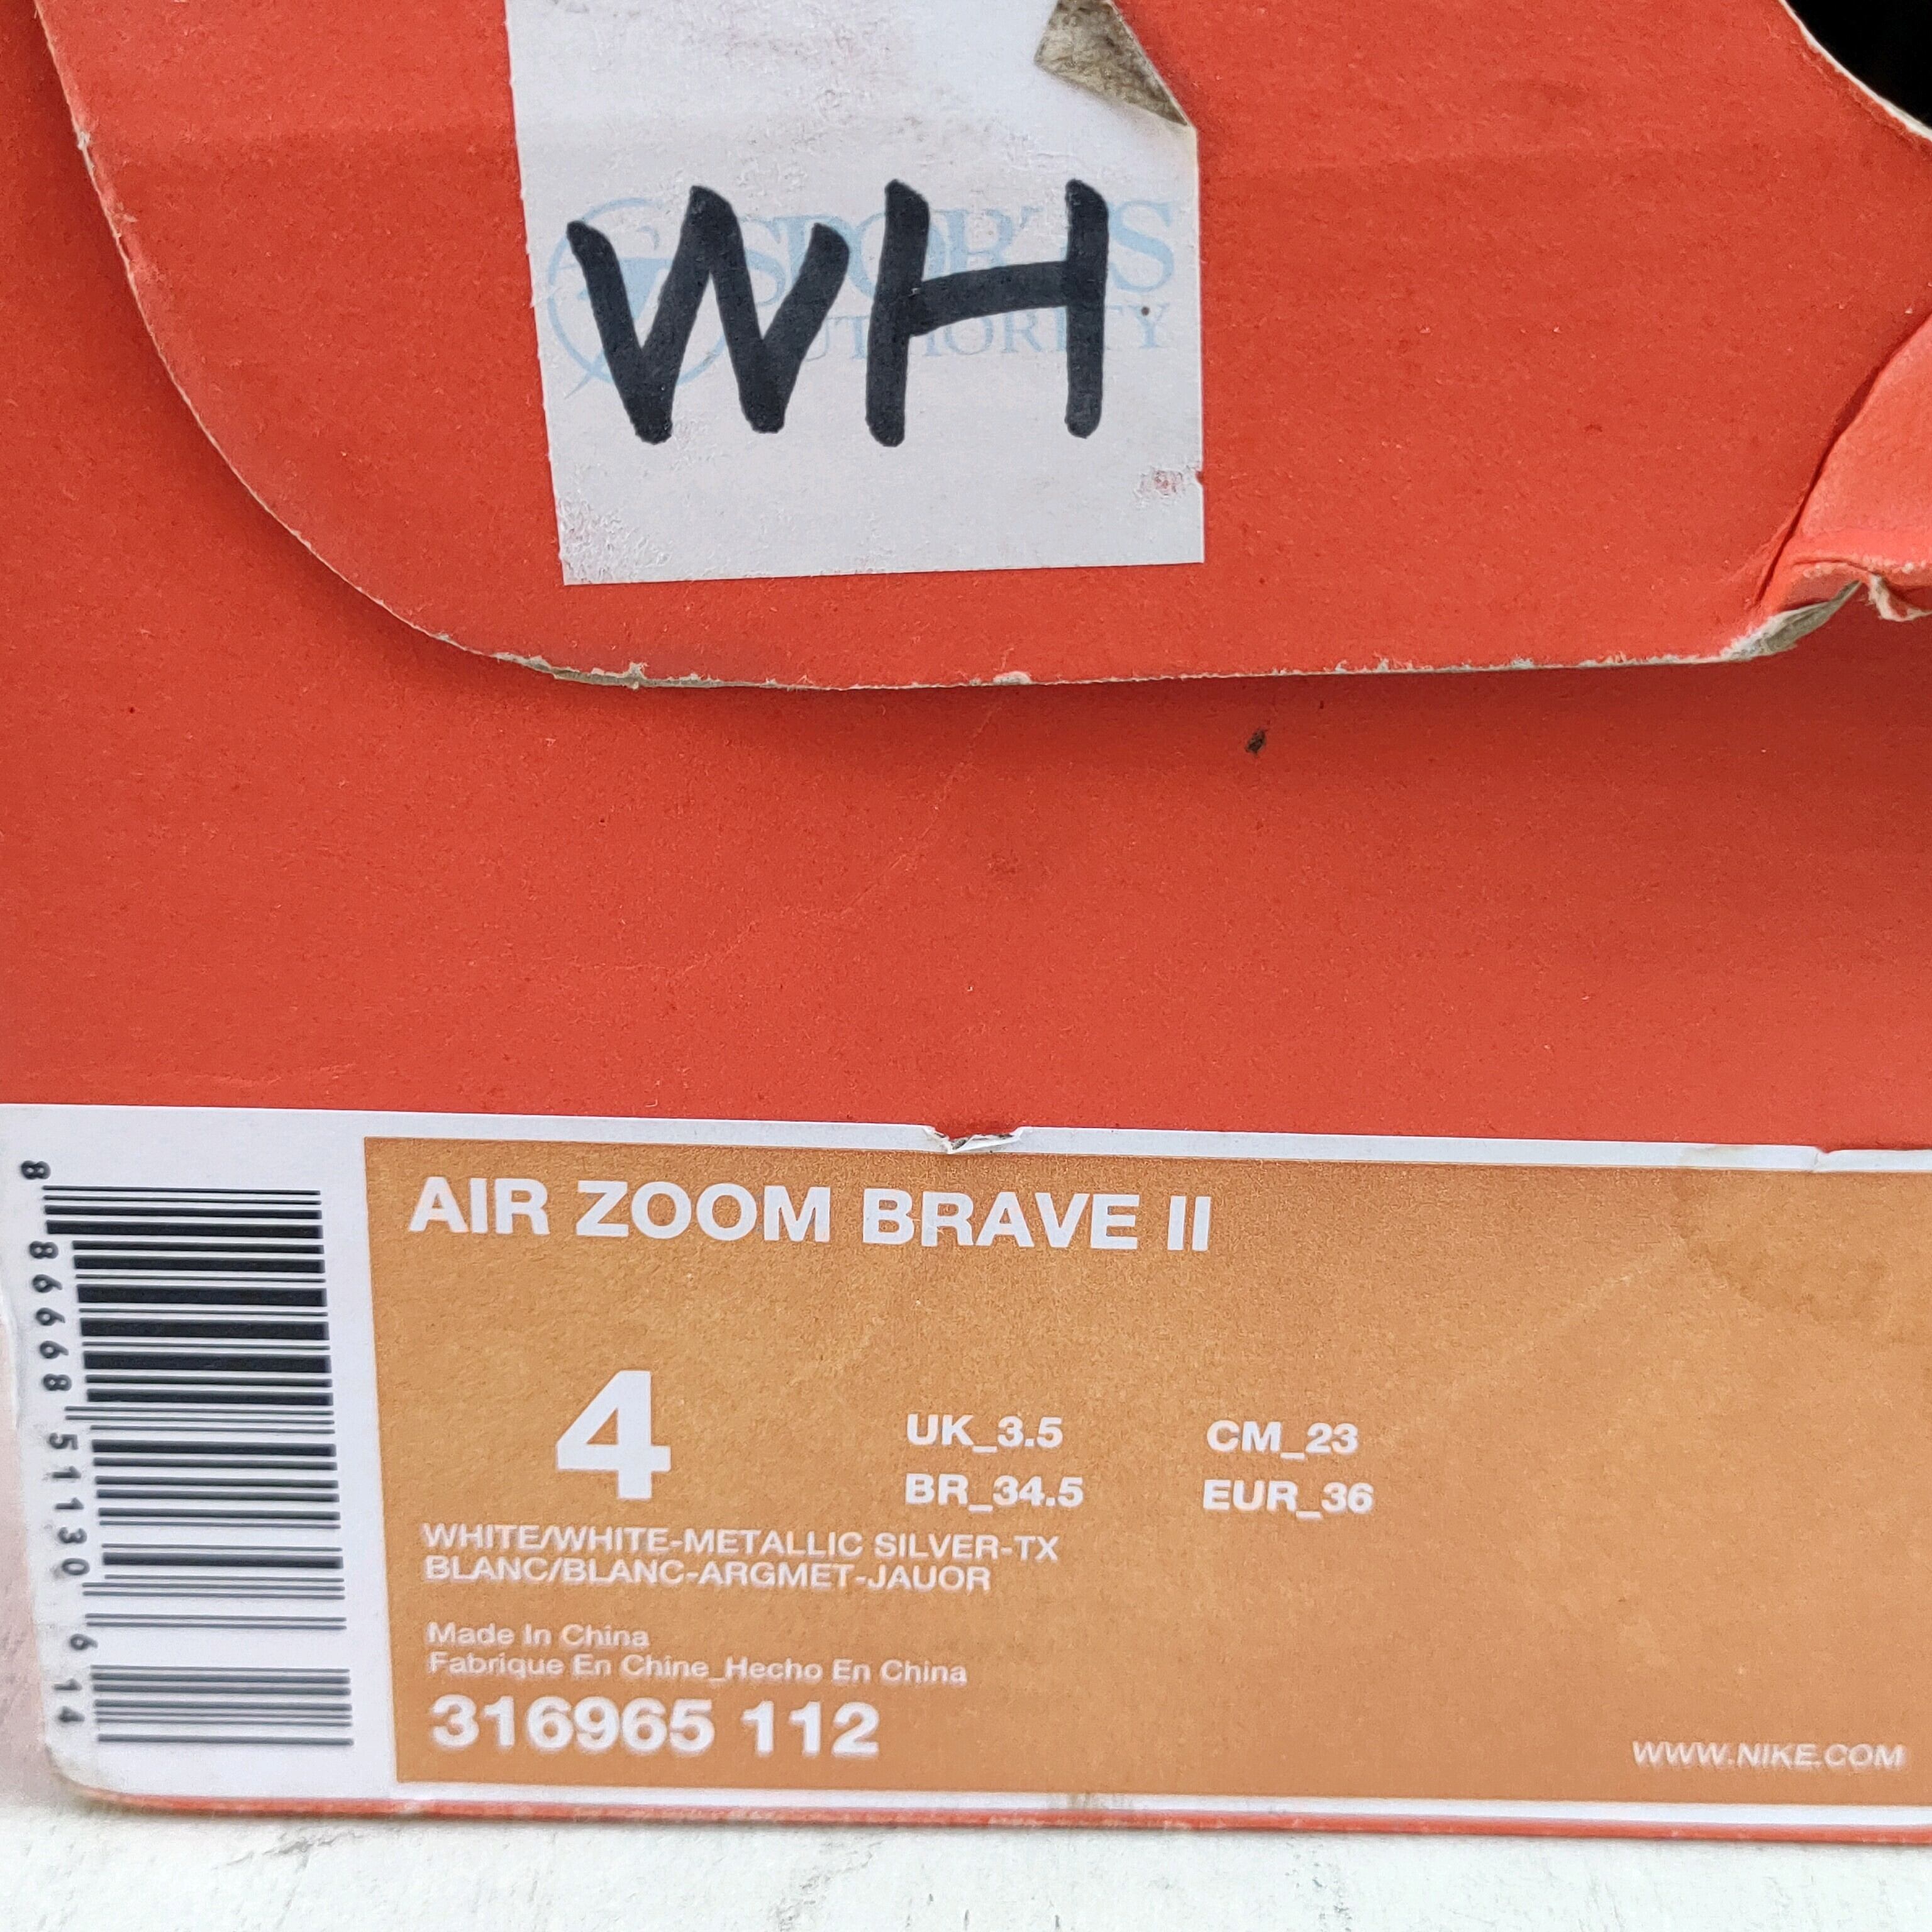 WH
SPORTS
AUTHORITY
AIR ZOOM BRAVE II
4
UK_3.5 CM_23
BR_34.5 EUR_36
WHITE/WHITE-METALLIC SILVER-TX
BLANC/BLANC-ARGMET-JAUOR
Made In China
Fabrique En Chine_Hecho En China
316965 112
WWW.NIKE.COM
8 86668 51130 6 14